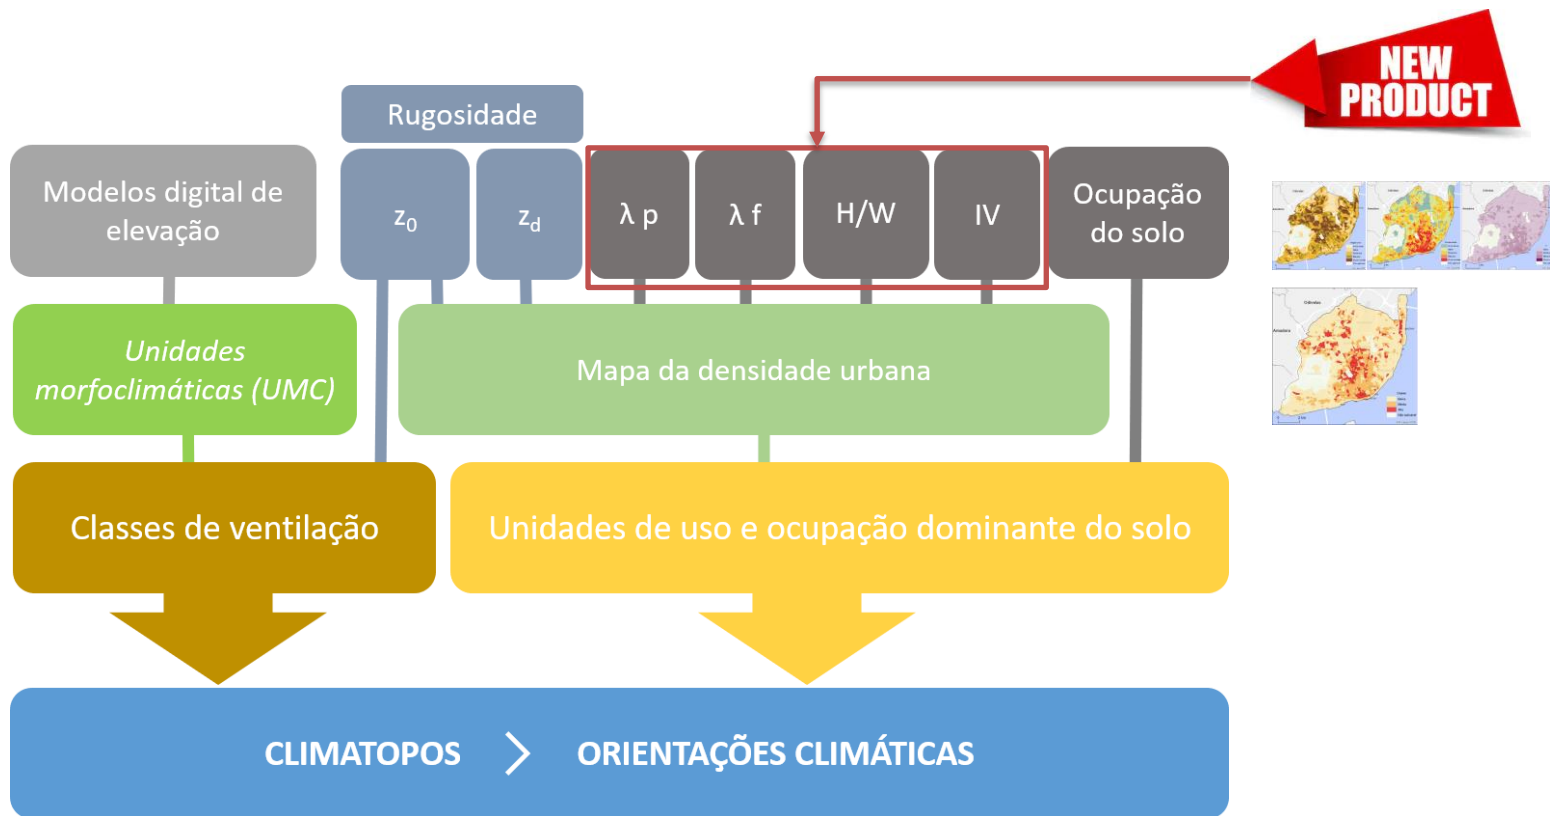 NEW
PRODUCT
Rugosidade
Modelos digital de
elevação
z₀
z_d
λ p
λ f
H/W
IV
Ocupação
do solo
Unidades
morfoclimáticas (UMC)
Mapa da densidade urbana
Classes de ventilação
Unidades de uso e ocupação dominante do solo
CLIMATOPOS > ORIENTAÇÕES CLIMÁTICAS